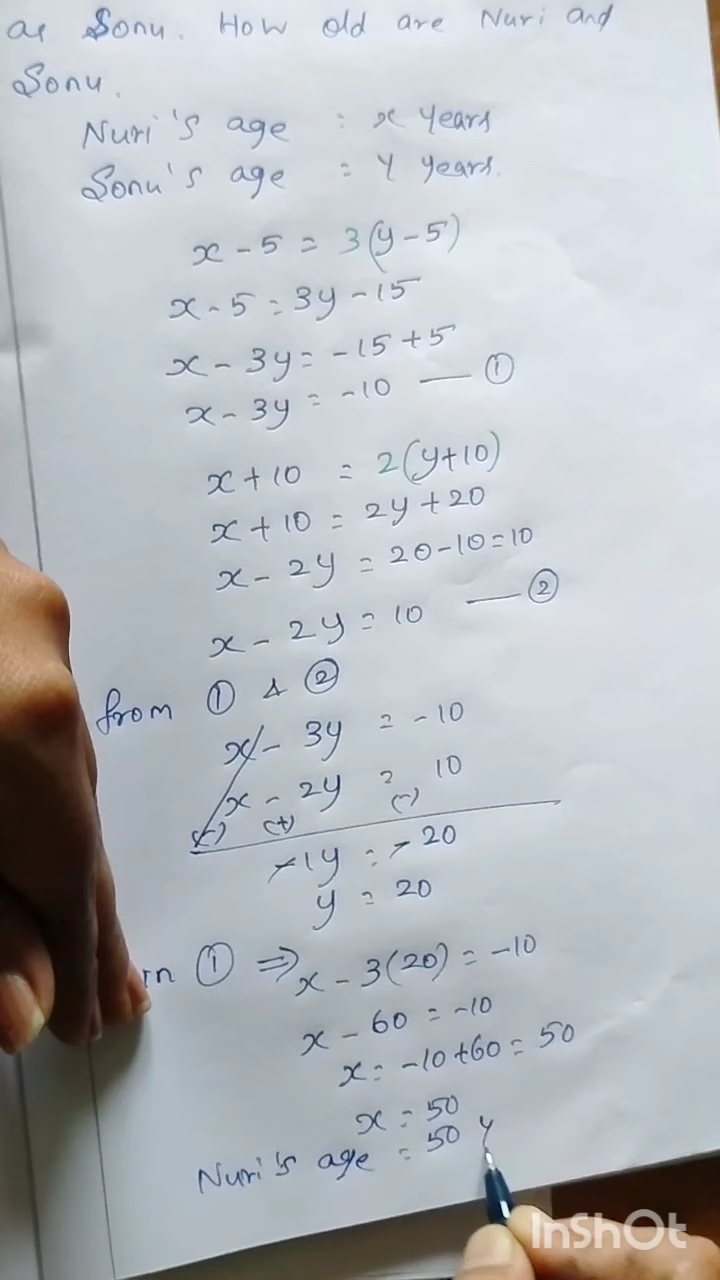 as Sonu. How old are Nuri and
Sonu.
Nuri's age : x years
Sonu's age = y years.
x - 5 = 3(y - 5)
x - 5 = 3y - 15
x - 3y = -15 + 5
x - 3y = -10 — ①
x + 10 = 2(y+10)
x + 10 = 2y + 20
x - 2y = 20 - 10 = 10
x - 2y = 10 — ②
from ① & ②
x - 3y = -10
x - 2y = 10
(-) (+) (-)
-1y = -20
y = 20
in ① ⇒ x - 3(20) = -10
x - 60 = -10
x = -10 + 60 = 50
x = 50
Nuri's age = 50 y
InShOt